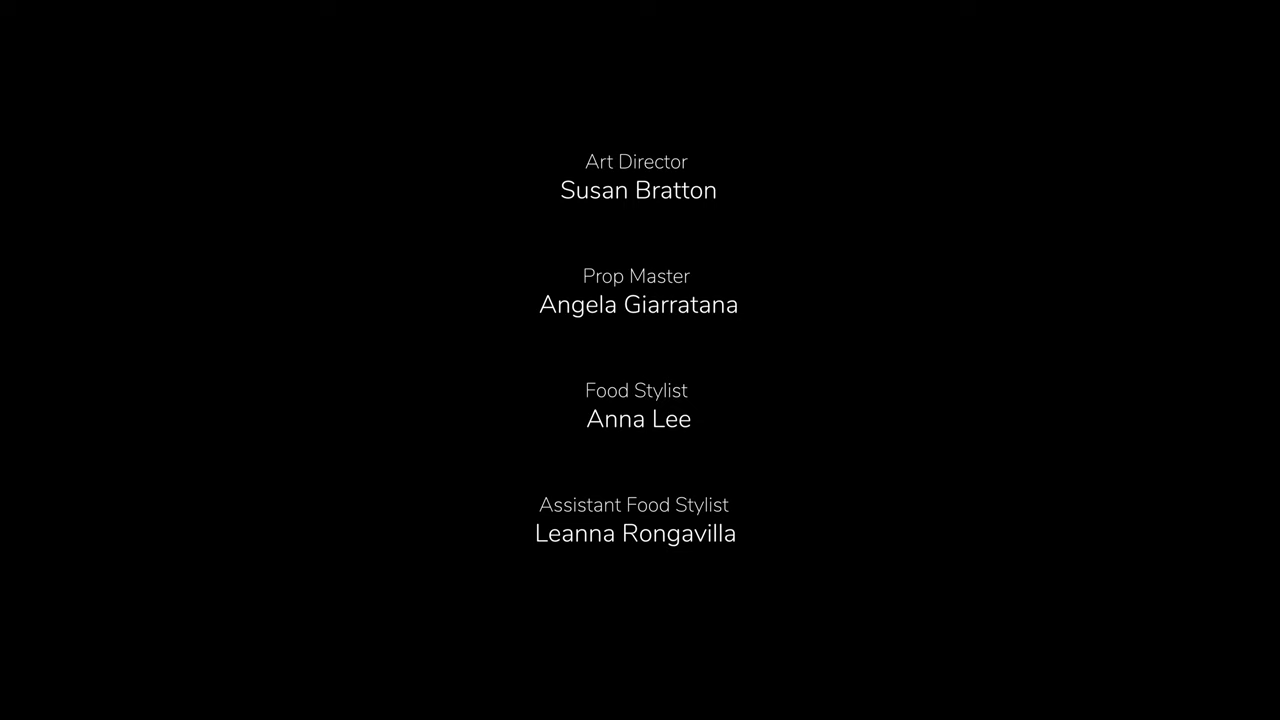 Art Director
Susan Bratton
Prop Master
Angela Giarratana
Food Stylist
Anna Lee
Assistant Food Stylist
Leanna Rongavilla